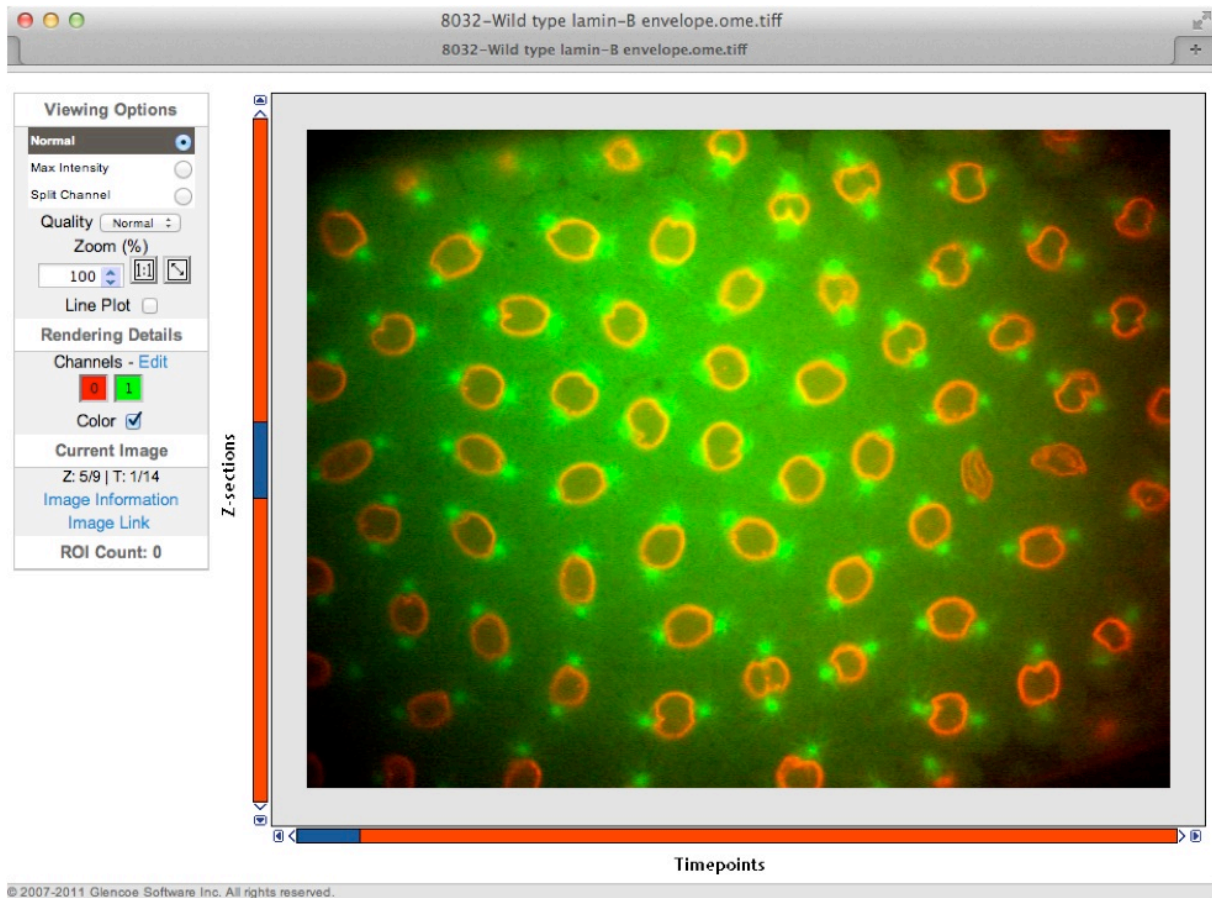 8032-Wild type lamin-B envelope.ome.tiff
8032-Wild type lamin-B envelope.ome.tiff
Viewing Options
Normal
Max Intensity
Split Channel
Quality Normal
Zoom (%)
100 1:1
Line Plot
Rendering Details
Channels - Edit
0 1
Color
Current Image
Z: 5/9 | T: 1/14
Image Information
Image Link
ROI Count: 0
Z-sections
Timepoints
© 2007-2011 Glencoe Software Inc. All rights reserved.